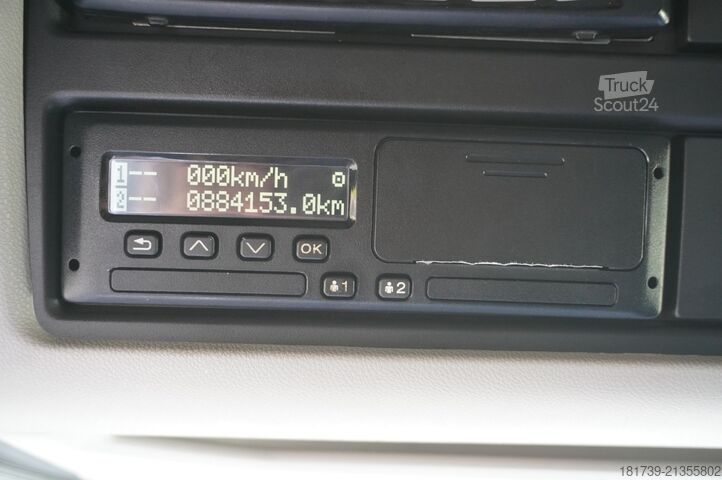 Truck
Scout24
1-- 000km/h
2-- 0884153.0km
OK
1 2
181739-21355802